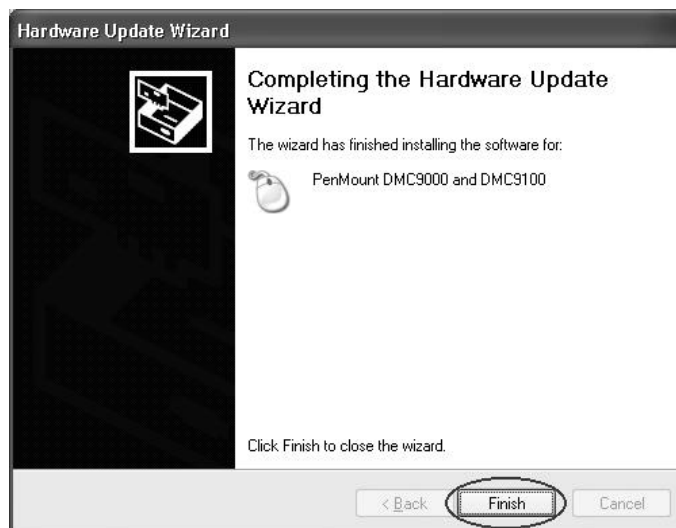 Hardware Update Wizard
Completing the Hardware Update
Wizard
The wizard has finished installing the software for:
PenMount DMC9000 and DMC9100
Click Finish to close the wizard.
< Back Finish Cancel